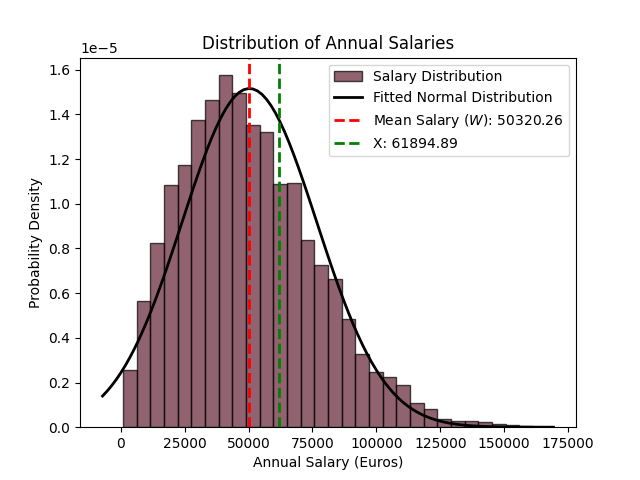 Distribution of Annual Salaries
1e−5
Salary Distribution
Fitted Normal Distribution
Mean Salary (W): 50320.26
X: 61894.89
1.6
1.4
1.2
1.0
0.8
0.6
0.4
0.2
0.0
Probability Density
0 25000 50000 75000 100000 125000 150000 175000
Annual Salary (Euros)